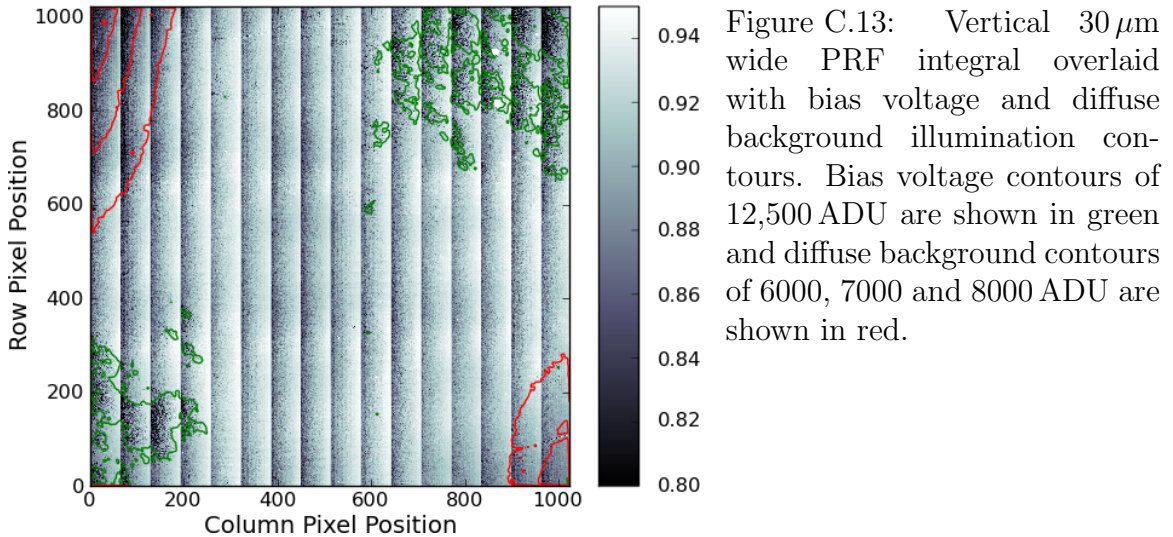 1000
800
600
400
200
0
Row Pixel Position
0 200 400 600 800 1000
Column Pixel Position
0.94
0.92
0.90
0.88
0.86
0.84
0.82
0.80
Figure C.13: Vertical 30 μm
wide PRF integral overlaid
with bias voltage and diffuse
background illumination con-
tours. Bias voltage contours of
12,500 ADU are shown in green
and diffuse background contours
of 6000, 7000 and 8000 ADU are
shown in red.